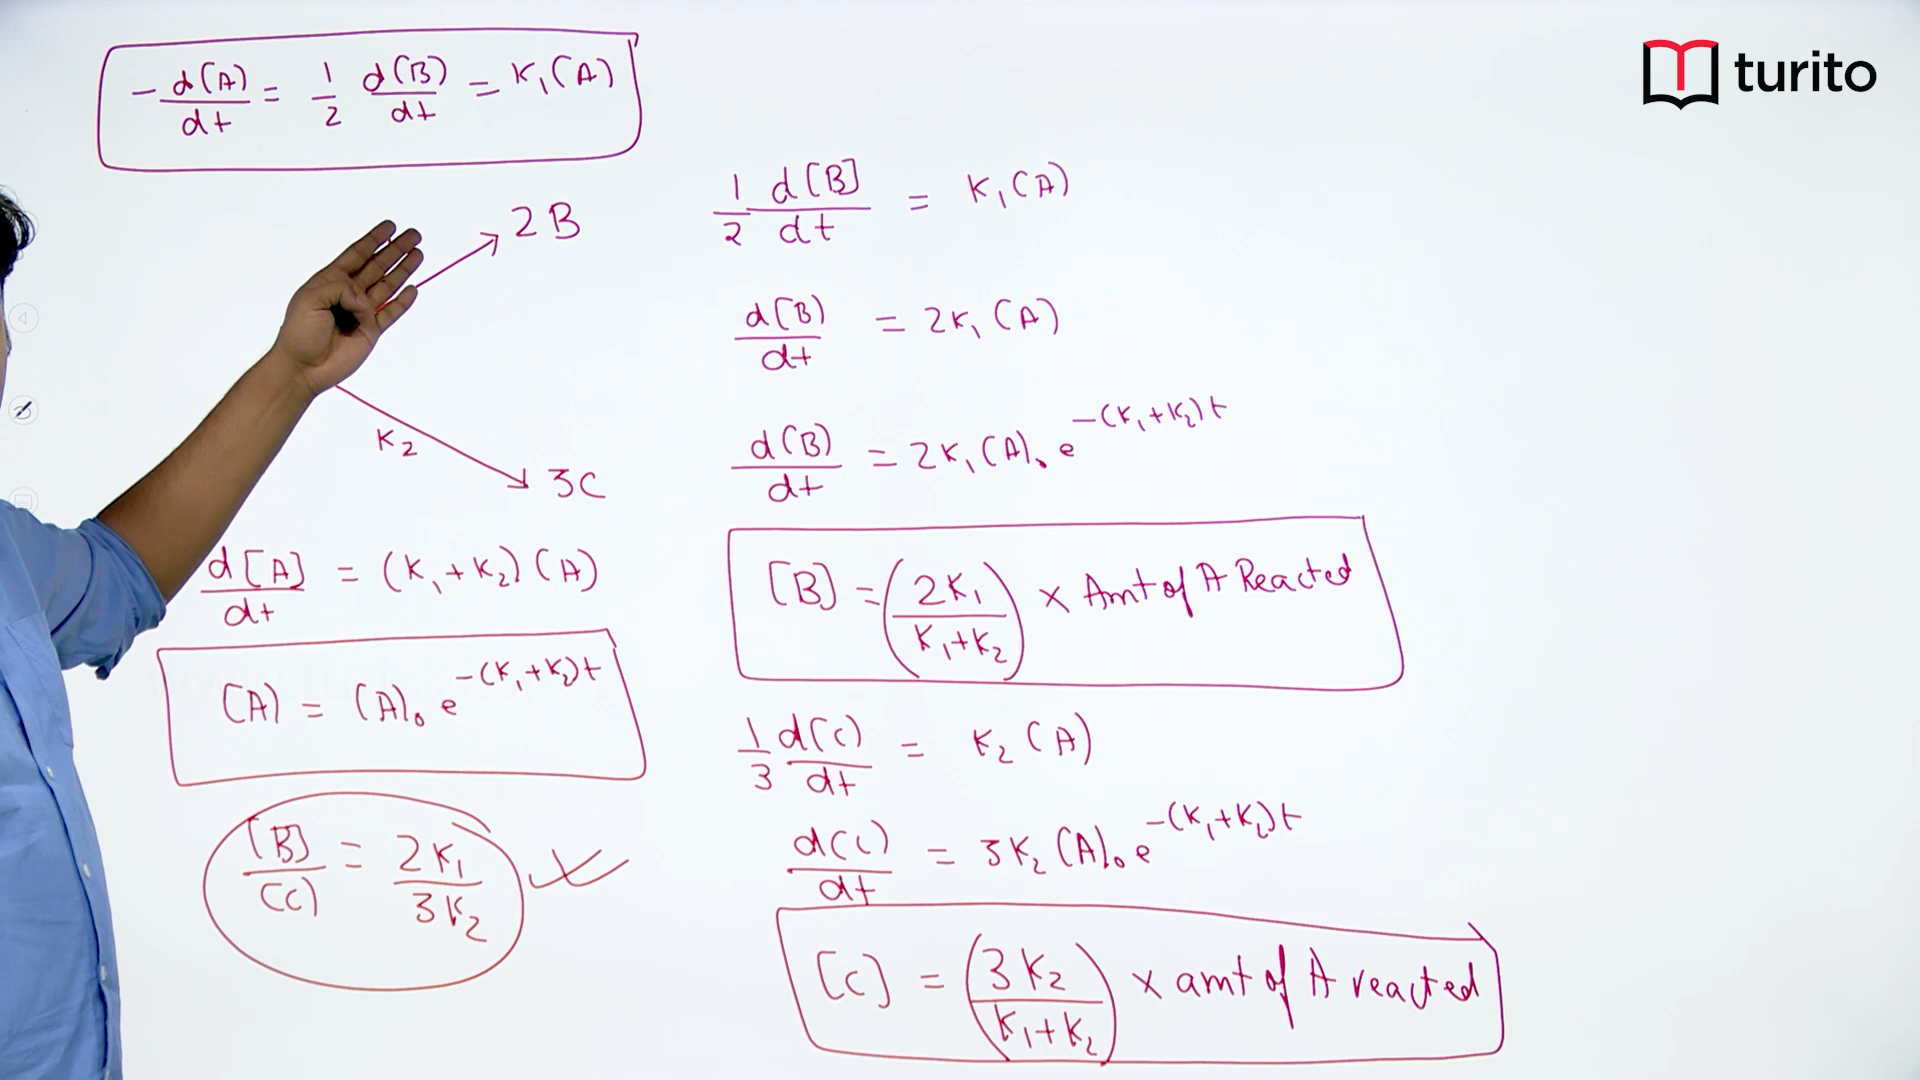 turito
-d[A]/dt = 1/2 d[B]/dt = K₁(A)
2B
K₂
3C
d[A]/dt = (K₁+K₂)(A)
(A) = (A)₀ e^-(K₁+K₂)t
[B]/(C) = 2K₁/3K₂
1/2 d[B]/dt = K₁(A)
d(B)/dt = 2K₁(A)
d(B)/dt = 2K₁(A)₀ e^-(K₁+K₂)t
[B] = (2K₁/K₁+K₂) × Amt of A Reacted
1/3 d(C)/dt = K₂(A)
d(C)/dt = 3K₂(A)₀ e^-(K₁+K₂)t
[C] = (3K₂/K₁+K₂) × amt of A reacted